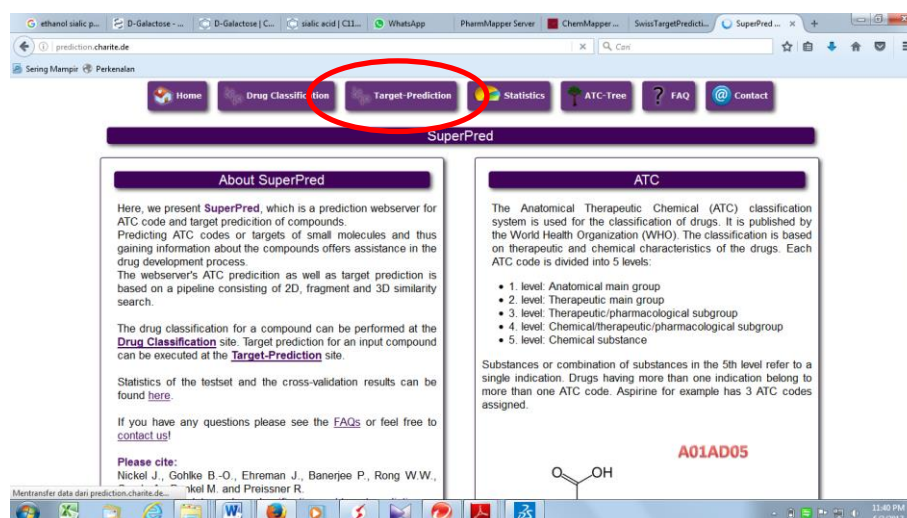 ethanol sialic p...
D-Galactose - ...
D-Galactose | C...
sialic acid | C11...
WhatsApp
PharmMapper Server
ChemMapper ...
SwissTargetPredicti...
SuperPred ...
prediction.charite.de
Cari
Sering Mampir
Perkenalan
Home
Drug Classification
Target-Prediction
Statistics
ATC-Tree
FAQ
Contact
SuperPred
About SuperPred
Here, we present SuperPred, which is a prediction webserver for
ATC code and target predicition of compounds.
Predicting ATC codes or targets of small molecules and thus
gaining information about the compounds offers assistance in the
drug development process.
The webserver's ATC predicition as well as target prediction is
based on a pipeline consisting of 2D, fragment and 3D similarity
search.
The drug classification for a compound can be performed at the
Drug Classification site. Target prediction for an input compound
can be executed at the Target-Prediction site.
Statistics of the testset and the cross-validation results can be
found here.
If you have any questions please see the FAQs or feel free to
contact us!
Please cite:
Nickel J., Gohlke B.-O., Ehreman J., Banerjee P., Rong W.W.,
M. and Preissner R.
ATC
The Anatomical Therapeutic Chemical (ATC) classification
system is used for the classification of drugs. It is published by
the World Health Organization (WHO). The classification is based
on therapeutic and chemical characteristics of the drugs. Each
ATC code is divided into 5 levels:
• 1. level: Anatomical main group
• 2. level: Therapeutic main group
• 3. level: Therapeutic/pharmacological subgroup
• 4. level: Chemical/therapeutic/pharmacological subgroup
• 5. level: Chemical substance
Substances or combination of substances in the 5th level refer to a
single indication. Drugs having more than one indication belong to
more than one ATC code. Aspirine for example has 3 ATC codes
assigned.
A01AD05
O OH
Mentransfer data dari prediction.charite.de...
11:40 PM